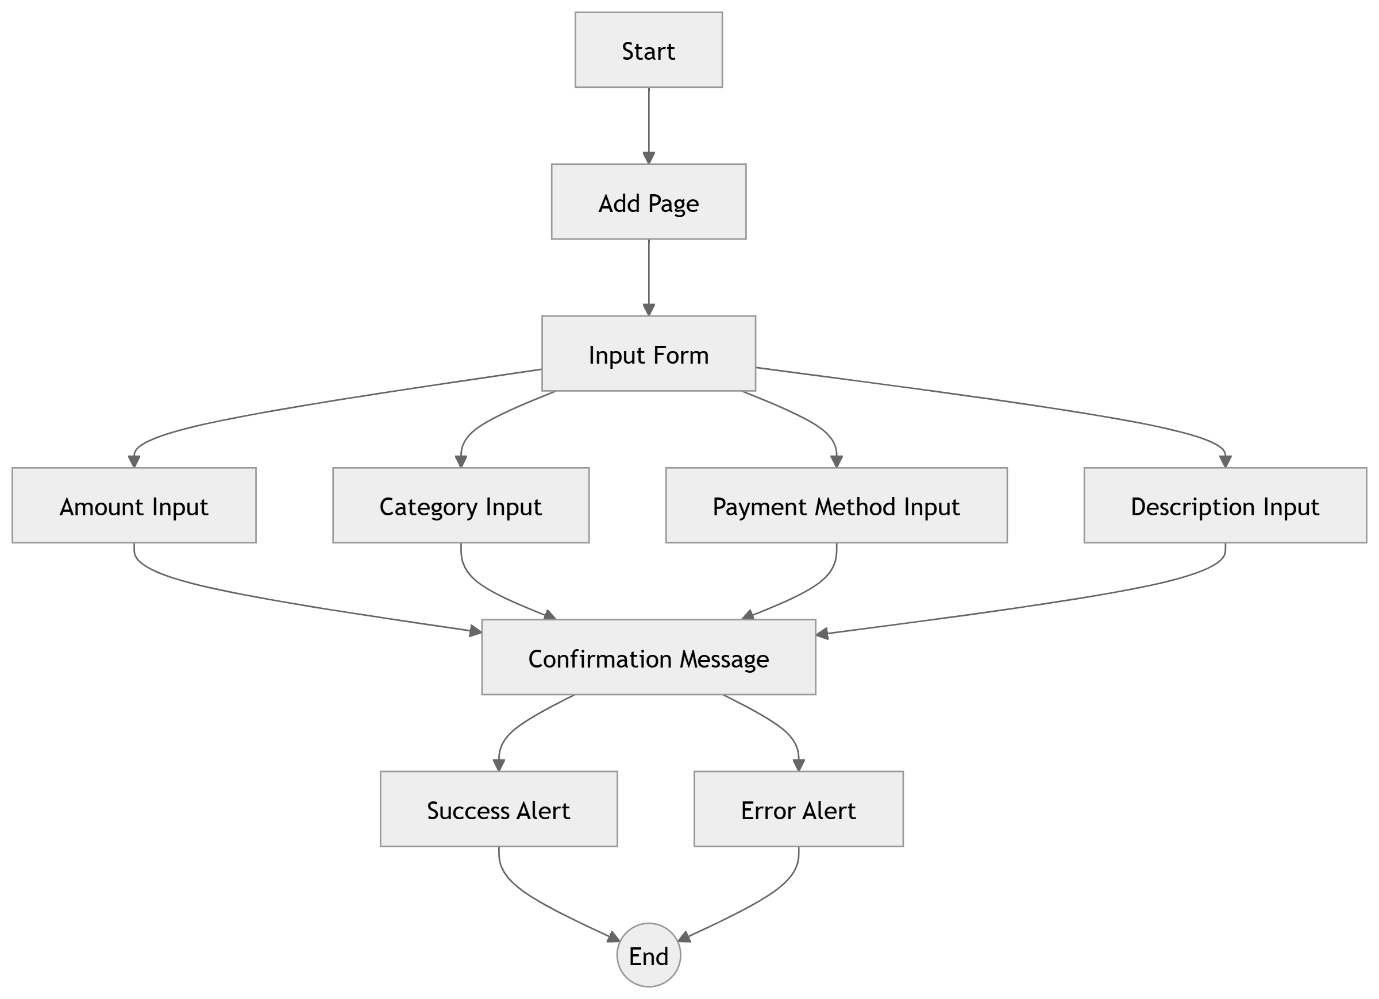 Start
Add Page
Input Form
Amount Input
Category Input
Payment Method Input
Description Input
Confirmation Message
Success Alert
Error Alert
End